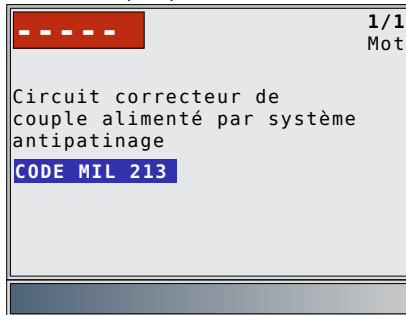 -----
1/1
Mot
Circuit correcteur de
couple alimenté par système
antipatinage
CODE MIL 213